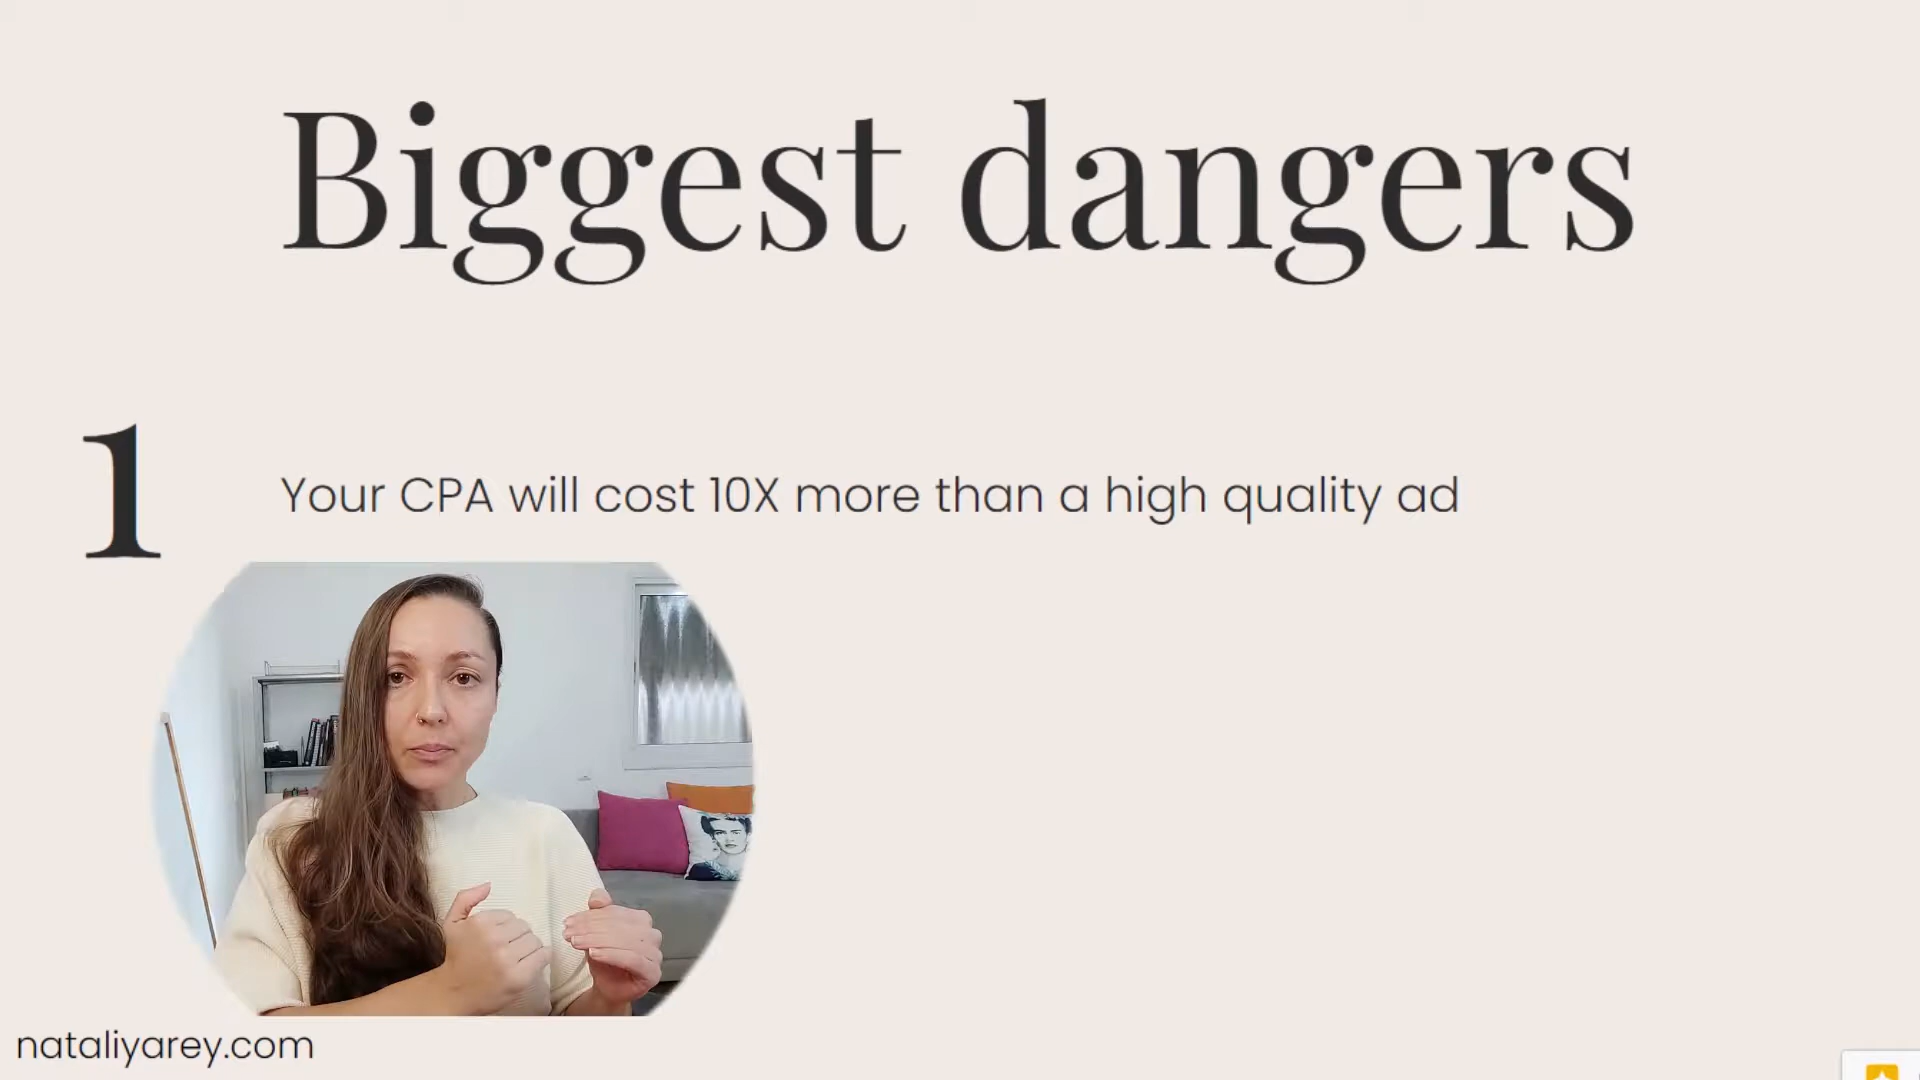 Biggest dangers
1
Your CPA will cost 10X more than a high quality ad
nataliyarey.com